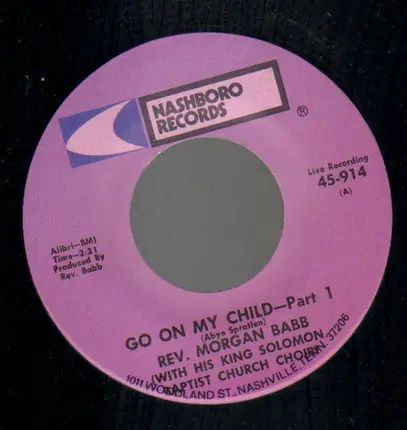 NASHBORO
RECORDS
®
Live Recording
45-914
(A)
Alibri-BMI
Time-2:31
Produced By
Rev. Babb
GO ON MY CHILD—Part 1
(Abye Spratlen)
REV. MORGAN BABB
(WITH HIS KING SOLOMON
BAPTIST CHURCH CHOIR)
1011 WOODLAND ST., NASHVILLE, TENN. 37206